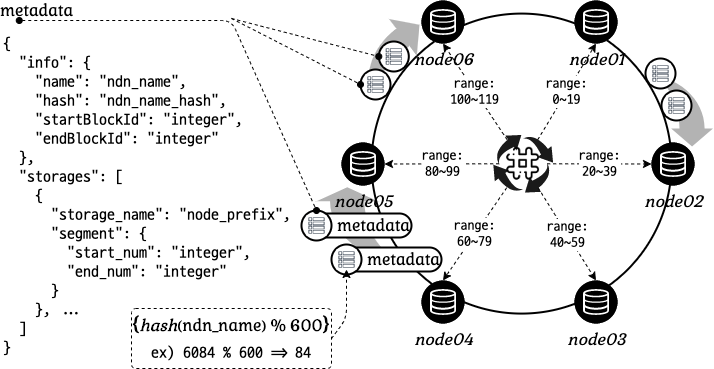 metadata
{
"info": {
"name": "ndn_name",
"hash": "ndn_name_hash",
"startBlockId": "integer",
"endBlockId": "integer"
},
"storages": [
{
"storage_name": "node_prefix",
"segment": {
"start_num": "integer",
"end_num": "integer"
}
}, ...
]
}
node06
node01
range:
100~119
range:
0~19
range:
80~99
range:
20~39
node05
node02
metadata
range:
60~79
range:
40~59
metadata
{hash(ndn_name) % 600}
ex) 6084 % 600 => 84
node04
node03